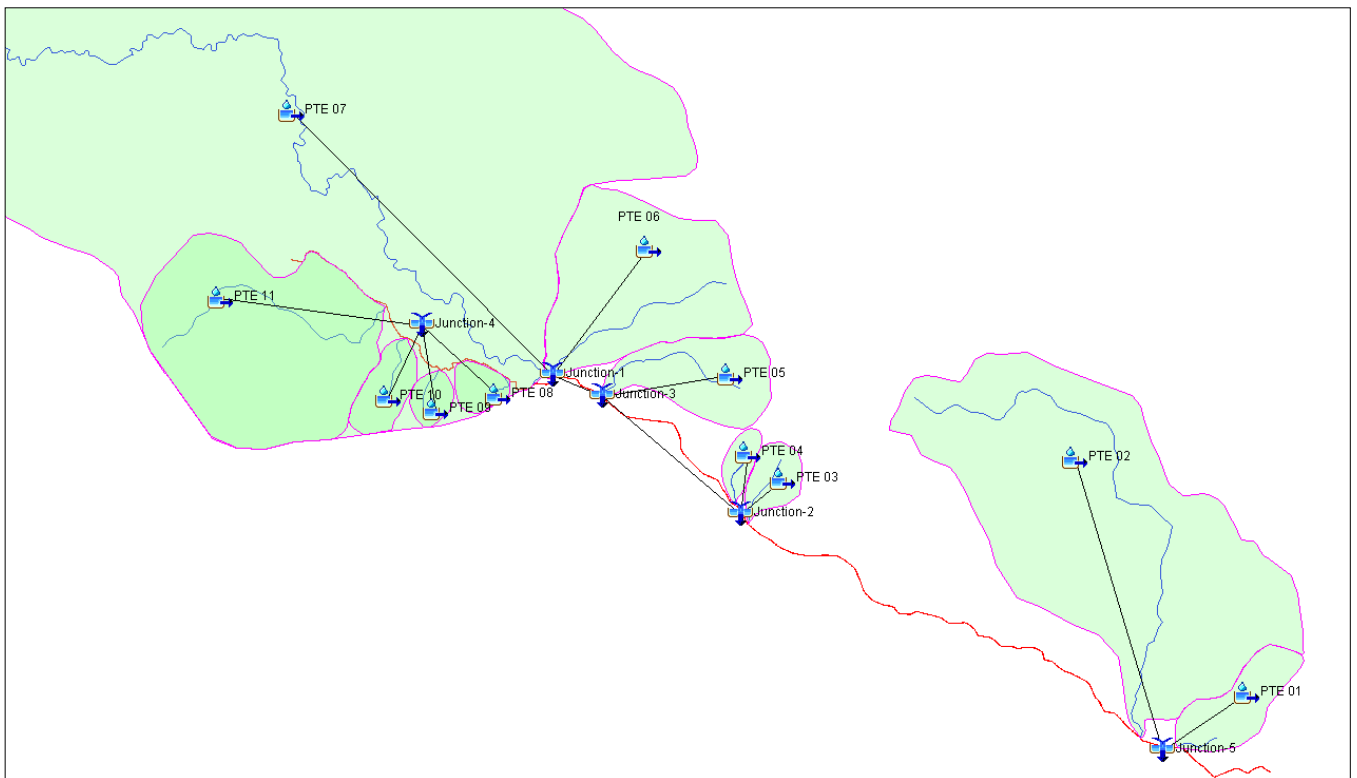 PTE 07
PTE 06
PTE 11
Junction-4
Junction-1
PTE 05
Junction-3
PTE 10
PTE 08
PTE 09
PTE 04
PTE 02
PTE 03
Junction-2
PTE 01
Junction-5